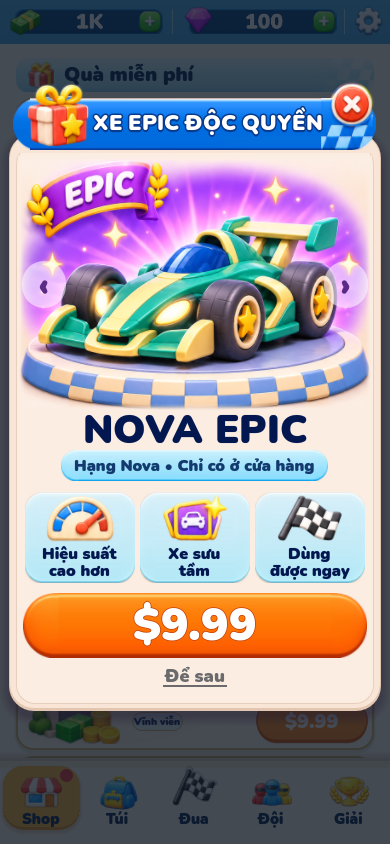 1K
100
Quà miễn phí
XE EPIC ĐỘC QUYỀN
EPIC
NOVA EPIC
Hạng Nova • Chỉ có ở cửa hàng
Hiệu suất
cao hơn
Xe sưu
tầm
Dùng
được ngay
$9.99
Để sau
Vĩnh viễn
$9.99
Shop
Túi
Đua
Đội
Giải